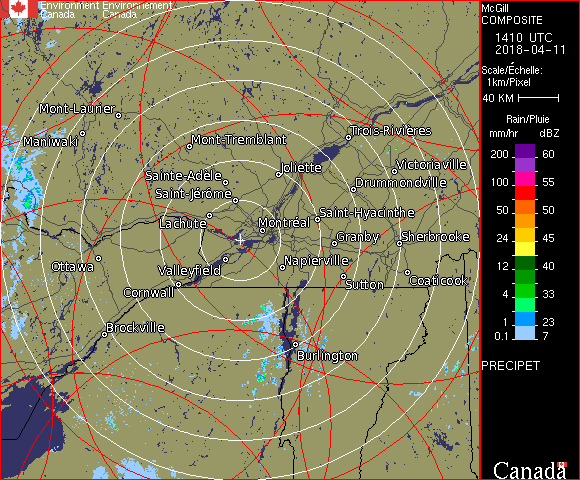 Environment Environnement
Canada Canada
McGill
COMPOSITE
1410 UTC
2018-04-11
Scale/Échelle:
1km/Pixel
40 KM
Rain/Pluie
mm/hr dBZ
200 60
150 57
100 55
50 50
24 45
12 40
4 33
1 23
0.1 7
PRECIPET
Canada
Mont-Laurier
Maniwaki
Mont-Tremblant
Trois-Rivières
Joliette
Victoriaville
Sainte-Adèle
Drummondville
Saint-Jérôme
Lachute
Montréal
Saint-Hyacinthe
Granby
Sherbrooke
Ottawa
Valleyfield
Napierville
Sutton
Coaticook
Cornwall
Brockville
Burlington